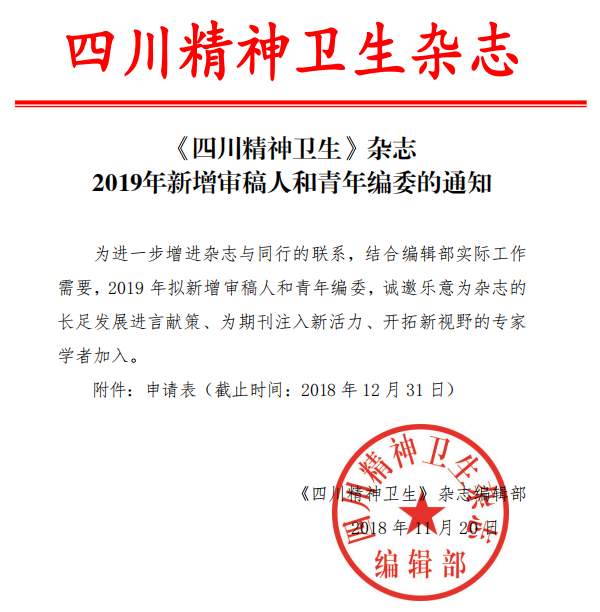 四川精神卫生杂志
《四川精神卫生》杂志
2019年新增审稿人和青年编委的通知
为进一步增进杂志与同行的联系，结合编辑部实际工作
需要，2019 年拟新增审稿人和青年编委，诚邀乐意为杂志的
长足发展进言献策、为期刊注入新活力、开拓新视野的专家
学者加入。
附件：申请表（截止时间：2018 年 12 月 31 日）
《四川精神卫生》杂志编辑部
2018 年 11 月 20 日
四川精神卫生杂志
编辑部